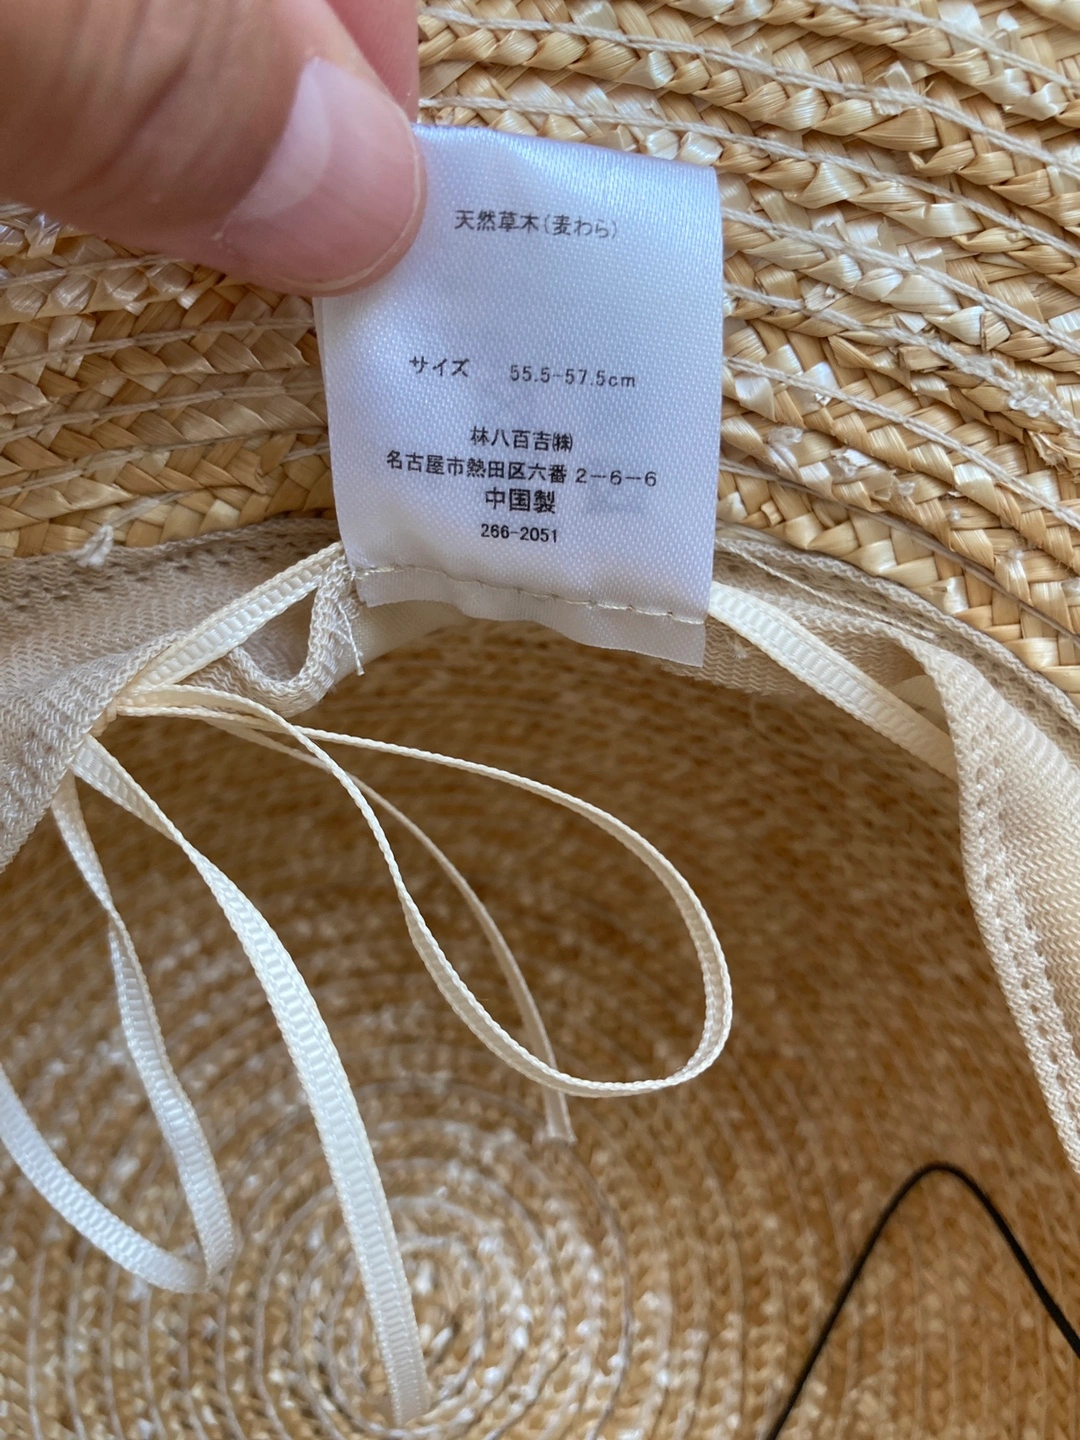 天然草木(麦わら)
サイズ 55.5-57.5cm
林八百吉㈱
名古屋市熱田区六番 2-6-6
中国製
266-2051